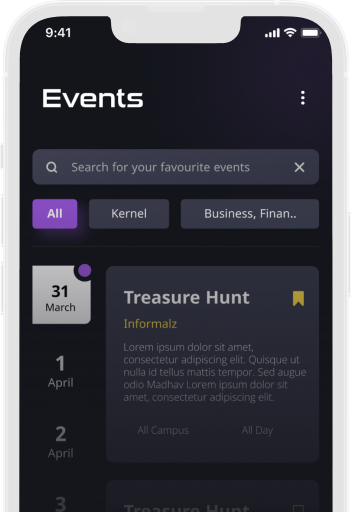 9:41
Events
Search for your favourite events
All
Kernel
Business, Finan..
31
March
Treasure Hunt
Informalz
Lorem ipsum dolor sit amet,
consectetur adipiscing elit. Quisque ut
nulla id tellus mattis tempor. Sed augue
odio Madhav Lorem ipsum dolor sit
amet, consectetur adipiscing elit.
All Campus
All Day
1
April
2
April
3
Treasure Hunt